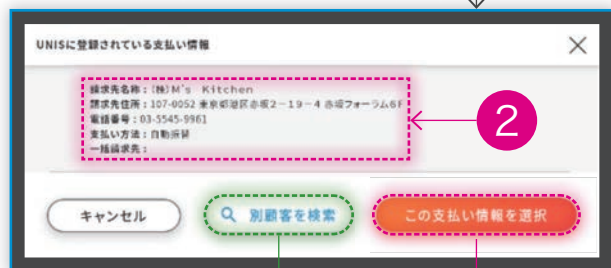 UNISに登録されている支払い情報
請求先名称：(株)M's Kitchen
請求先住所：107-0052 東京都港区赤坂2－19－4 赤坂フォーラム6F
電話番号：03-5545-9961
支払い方法：自動振替
一括請求先：
2
キャンセル
別顧客を検索
この支払い情報を選択